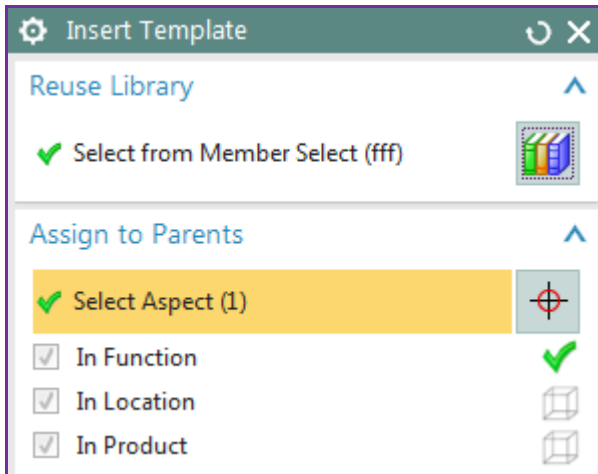 Insert Template
Reuse Library
Select from Member Select (fff)
Assign to Parents
Select Aspect (1)
In Function
In Location
In Product